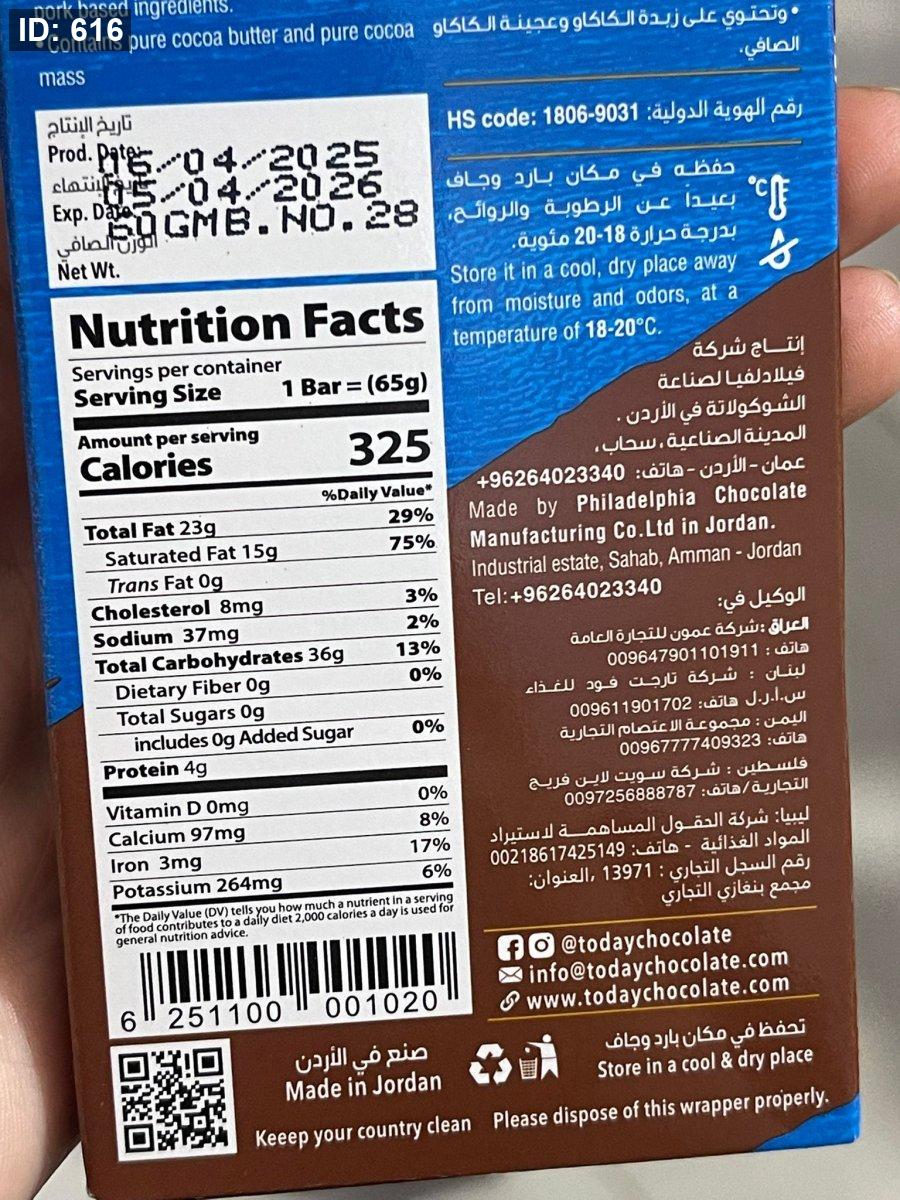 ID: 616
pork based ingredients.
*Contains pure cocoa butter and pure cocoa
mass
* وتحتوي على زبدة الكاكاو وعجينة الكاكاو
الصافي.
رقم الهوية الدولية: HS code: 1806-9031
تاريخ الإنتاج
Prod. Date:
16/04/2025
تاريخ الإنتهاء
15/04/2026
Exp. Date
60GMB.NO.28
الوزن الصافي
Net Wt.
حفظه في مكان بارد وجاف
بعيداً عن الرطوبة والروائح،
بدرجة حرارة 18-20 مئوية.
°C
Store it in a cool, dry place away
from moisture and odors, at a
temperature of 18-20°C.
Nutrition Facts
Servings per container
Serving Size 1 Bar = (65g)
Amount per serving
Calories 325
%Daily Value*
Total Fat 23g 29%
Saturated Fat 15g 75%
Trans Fat 0g
Cholesterol 8mg 3%
Sodium 37mg 2%
Total Carbohydrates 36g 13%
Dietary Fiber 0g 0%
Total Sugars 0g
includes 0g Added Sugar 0%
Protein 4g
Vitamin D 0mg 0%
Calcium 97mg 8%
Iron 3mg 17%
Potassium 264mg 6%
*The Daily Value (DV) tells you how much a nutrient in a serving
of food contributes to a daily diet 2,000 calories a day is used for
general nutrition advice.
6 251100 001020
إنتـــاج شركة
فيلادلفيا لصناعة
الشوكولاتة في الأردن .
المدينة الصناعية، سحاب،
عمان - الأردن - هاتف: 96264023340+
Made by Philadelphia Chocolate
Manufacturing Co.Ltd in Jordan.
Industrial estate, Sahab, Amman - Jordan
Tel:+96264023340
الوكيل في:
العراق: شركة عمون للتجارة العامة
هاتف : 009647901101911
لبنان : شركة تارجت فود للغذاء
س.أ.ر.ل هاتف: 009611901702
اليمن : مجموعة الاعتصام التجارية
هاتف: 00967777409323
فلسطين : شركة سويت لاين فريج
التجارية/هاتف: 0097256888787
ليبيا: شركة الحقول المساهمـــة لاستيراد
المواد الغذائية - هاتف: 00218617425149
رقم السجل التجاري : 13971 ،العنوان:
مجمع بنغازي التجاري
@todaychocolate
info@todaychocolate.com
www.todaychocolate.com
صنع في الأردن
Made in Jordan
تحفظ في مكان بارد وجاف
Store in a cool & dry place
Keeep your country clean Please dispose of this wrapper properly.